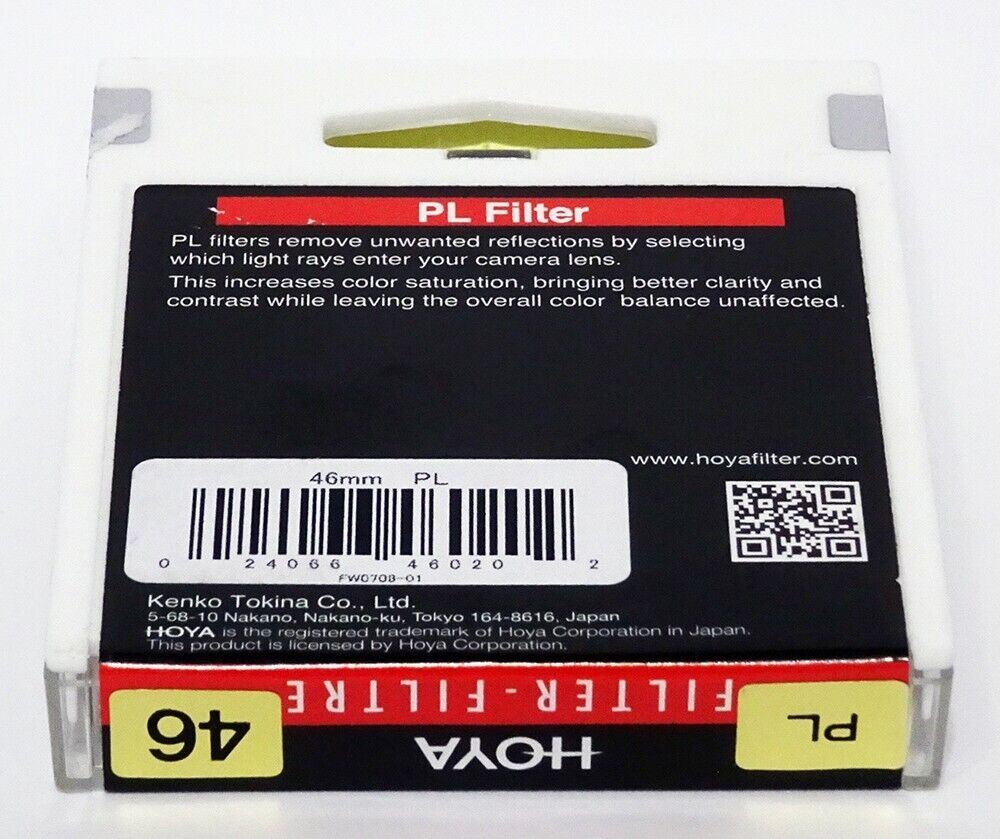 PL Filter
PL filters remove unwanted reflections by selecting
which light rays enter your camera lens.
This increases color saturation, bringing better clarity and
contrast while leaving the overall color balance unaffected.
www.hoyafilter.com
46mm PL
0 24066 46020 2
FW0708-01
Kenko Tokina Co., Ltd.
5-68-10 Nakano, Nakano-ku, Tokyo 164-8616, Japan
HOYA is the registered trademark of Hoya Corporation in Japan.
This product is licensed by Hoya Corporation.
PL
FILTER-FILTRE
46
HOYA